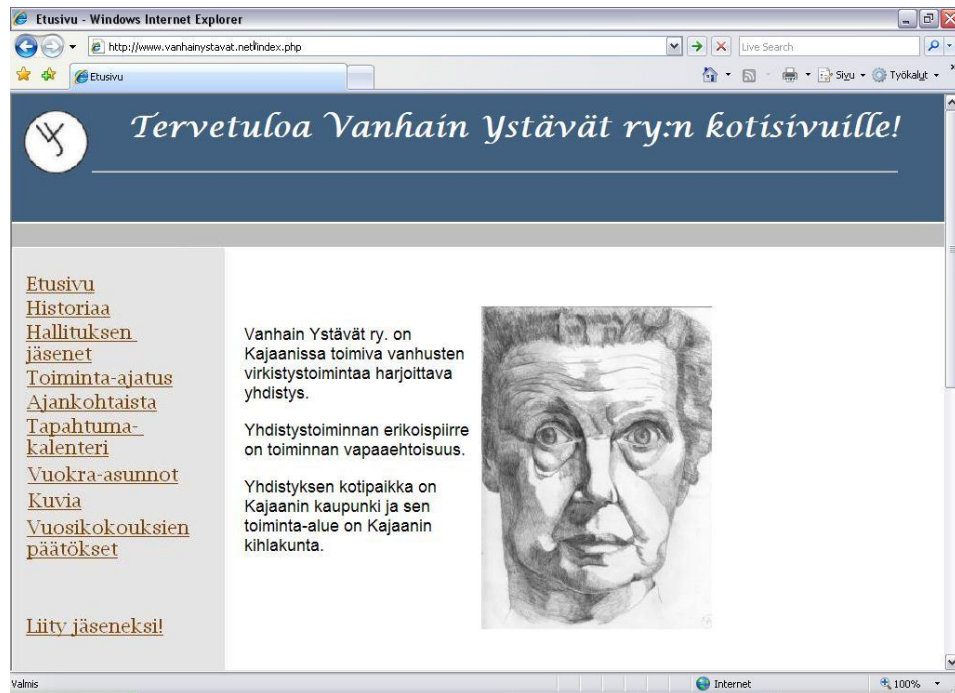 Etusivu - Windows Internet Explorer
http://www.vanhainystavat.net/index.php
Live Search
Etusivu
Sivu
Työkalut
Tervetuloa Vanhain Ystävät ry:n kotisivuille!
Etusivu
Historiaa
Hallituksen
jäsenet
Toiminta-ajatus
Ajankohtaista
Tapahtuma-
kalenteri
Vuokra-asunnot
Kuvia
Vuosikokouksien
päätökset
Liity jäseneksi!
Vanhain Ystävät ry. on
Kajaanissa toimiva vanhusten
virkistystoimintaa harjoittava
yhdistys.
Yhdistystoiminnan erikoispiirre
on toiminnan vapaaehtoisuus.
Yhdistyksen kotipaikka on
Kajaanin kaupunki ja sen
toiminta-alue on Kajaanin
kihlakunta.
Valmis
Internet
100%